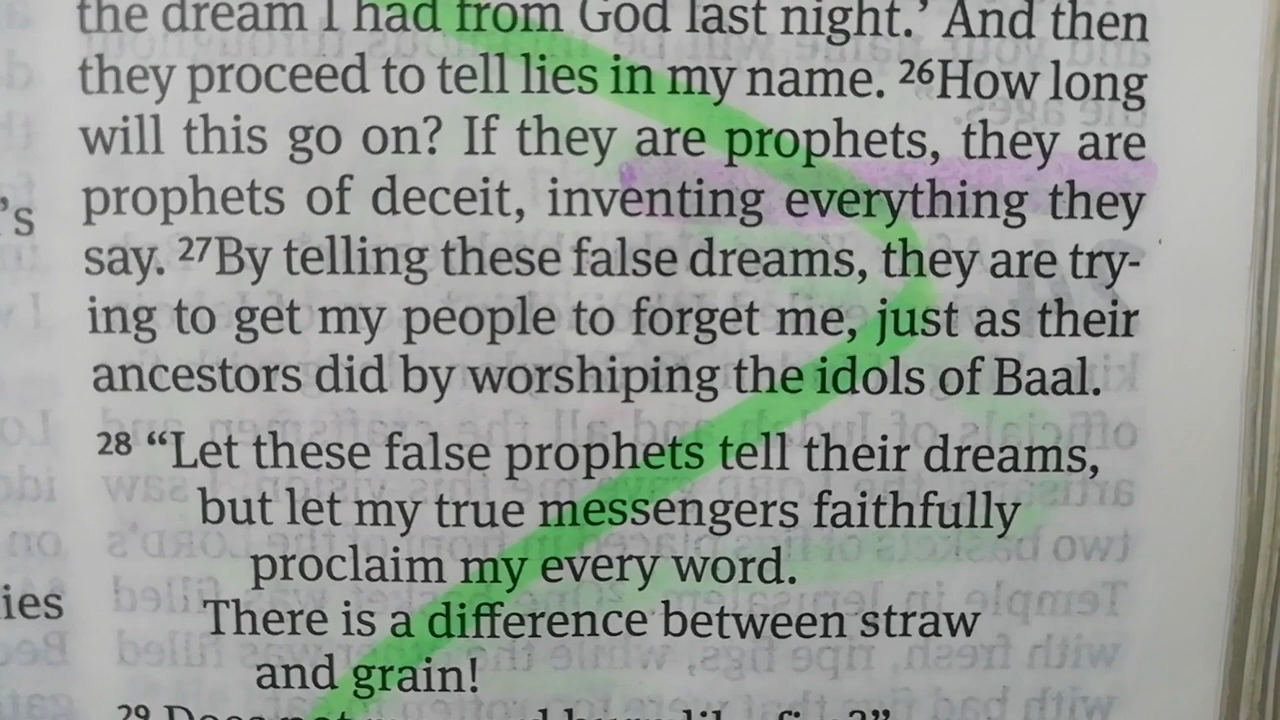 the dream I had from God last night.’ And then
they proceed to tell lies in my name. 26How long
will this go on? If they are prophets, they are
prophets of deceit, inventing everything they
’s
say. 27By telling these false dreams, they are try-
ing to get my people to forget me, just as their
ancestors did by worshiping the idols of Baal.
28 “Let these false prophets tell their dreams,
but let my true messengers faithfully
proclaim my every word.
ies
There is a difference between straw
and grain!
29